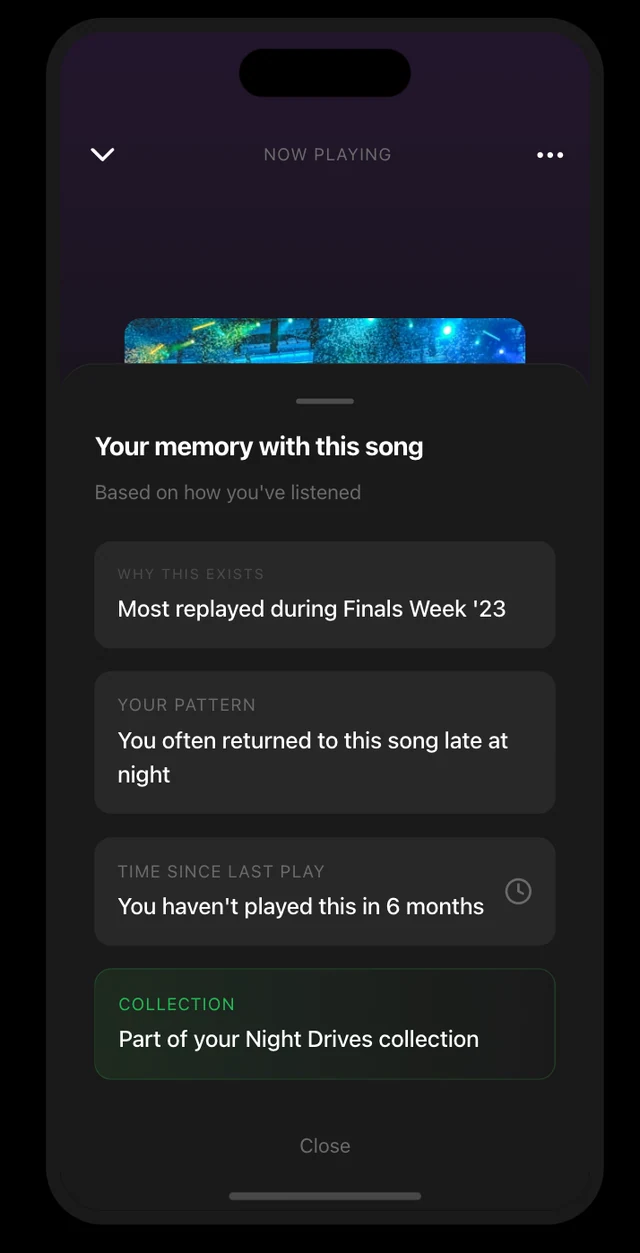 NOW PLAYING
Your memory with this song
Based on how you've listened
WHY THIS EXISTS
Most replayed during Finals Week '23
YOUR PATTERN
You often returned to this song late at
night
TIME SINCE LAST PLAY
You haven't played this in 6 months
COLLECTION
Part of your Night Drives collection
Close